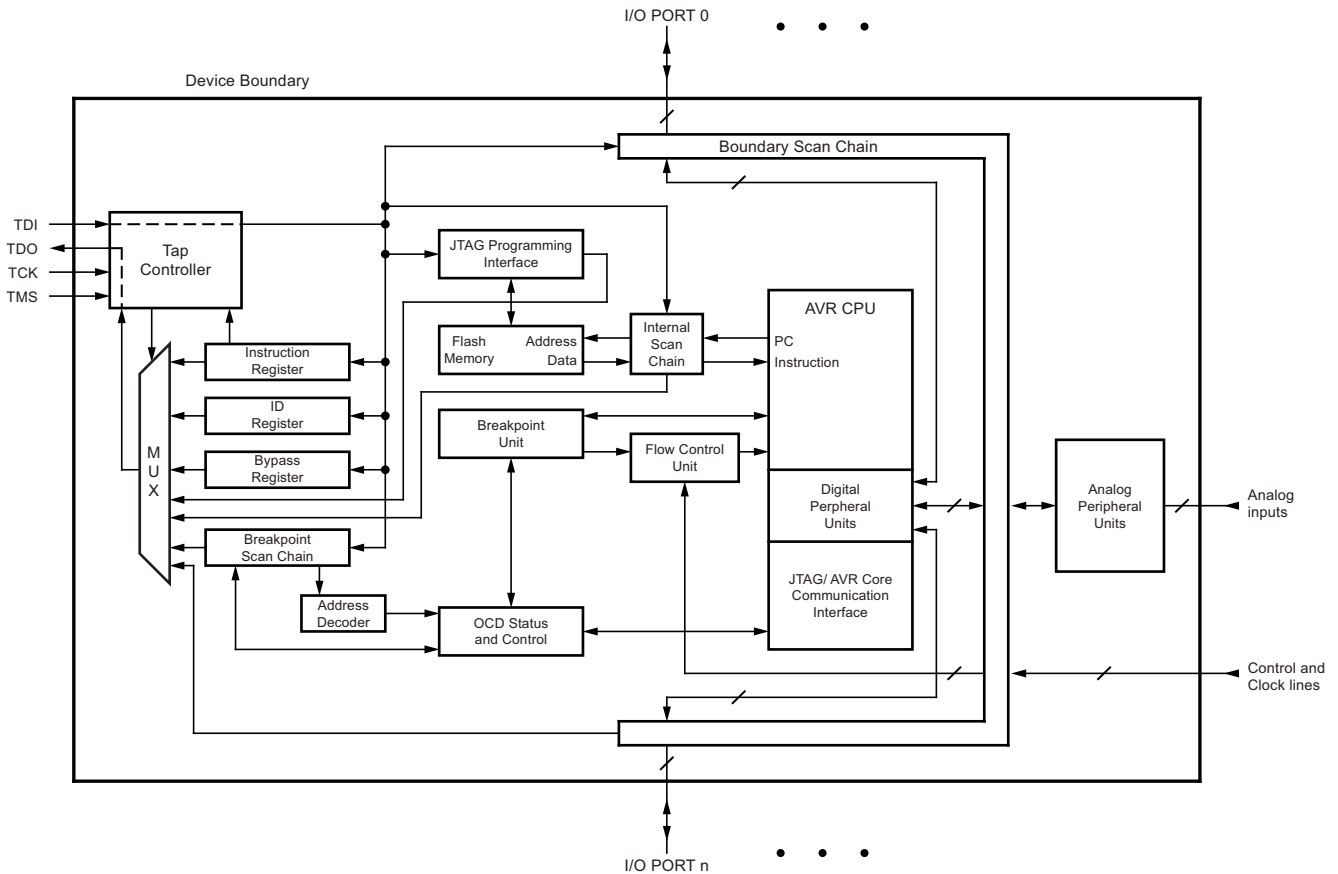 I/O PORT 0
Device Boundary
Boundary Scan Chain
TDI
TDO
TCK
TMS
Tap
Controller
JTAG Programming
Interface
Flash
Memory
Address
Data
Internal
Scan
Chain
AVR CPU
PC
Instruction
Instruction
Register
ID
Register
Bypass
Register
M
U
X
Breakpoint
Scan Chain
Address
Decoder
Breakpoint
Unit
Flow Control
Unit
OCD Status
and Control
Digital
Perpheral
Units
JTAG/ AVR Core
Communication
Interface
Analog
Peripheral
Units
Analog
inputs
Control and
Clock lines
I/O PORT n